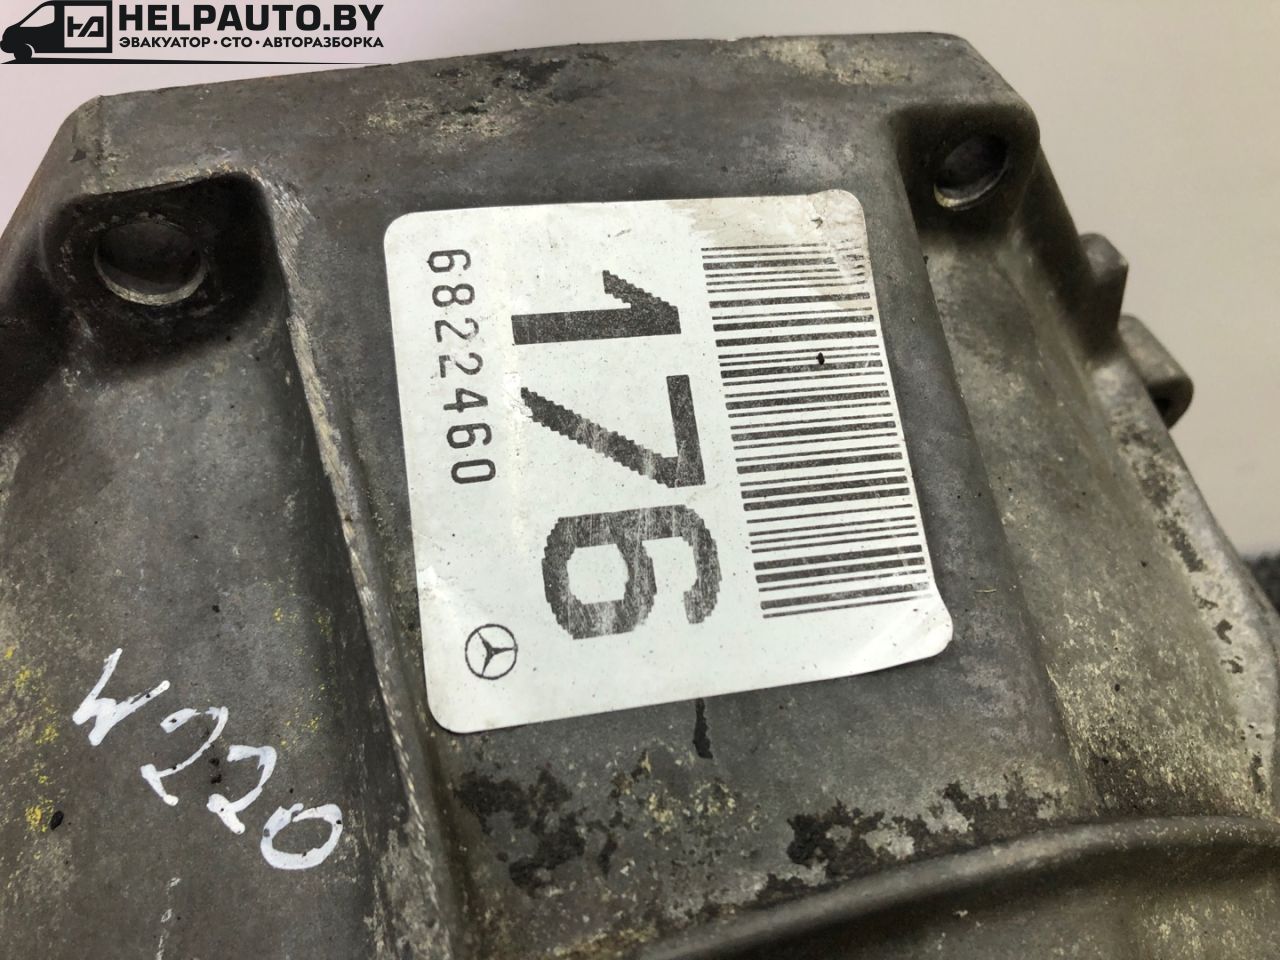 HELPAUTO.BY
ЭВАКУАТОР · СТО · АВТОРАЗБОРКА
176
6822460
W220